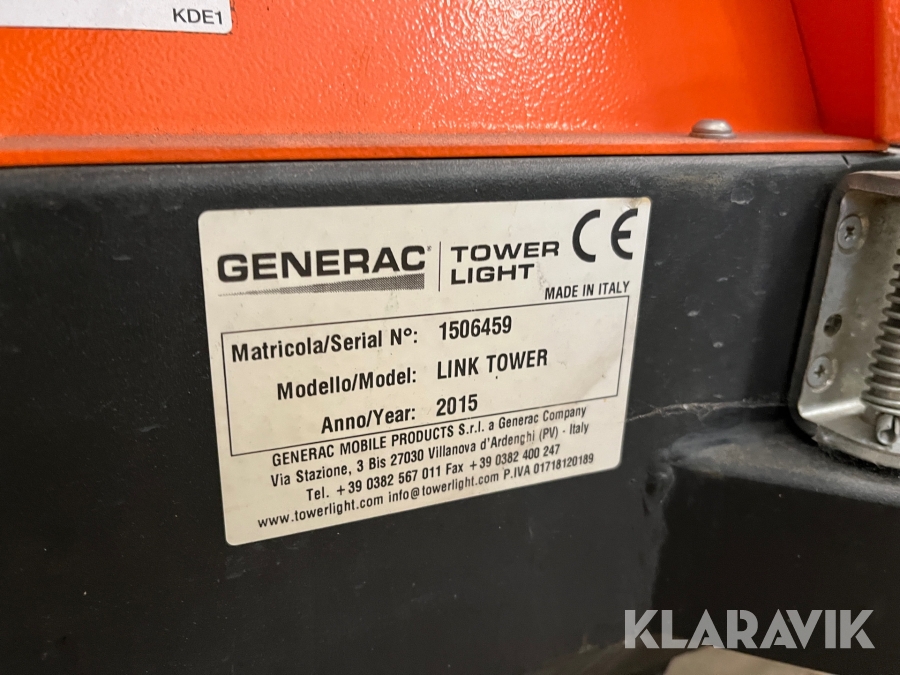 KDE1
GENERAC
TOWER
LIGHT
CE
MADE IN ITALY
Matricola/Serial N°: 1506459
Modello/Model: LINK TOWER
Anno/Year: 2015
GENERAC MOBILE PRODUCTS S.r.l. a Generac Company
Via Stazione, 3 Bis 27030 Villanova d'Ardenghi (PV) - Italy
Tel. +39 0382 567 011 Fax +39 0382 400 247
www.towerlight.com info@towerlight.com P.IVA 01718120189
KLARAVIK